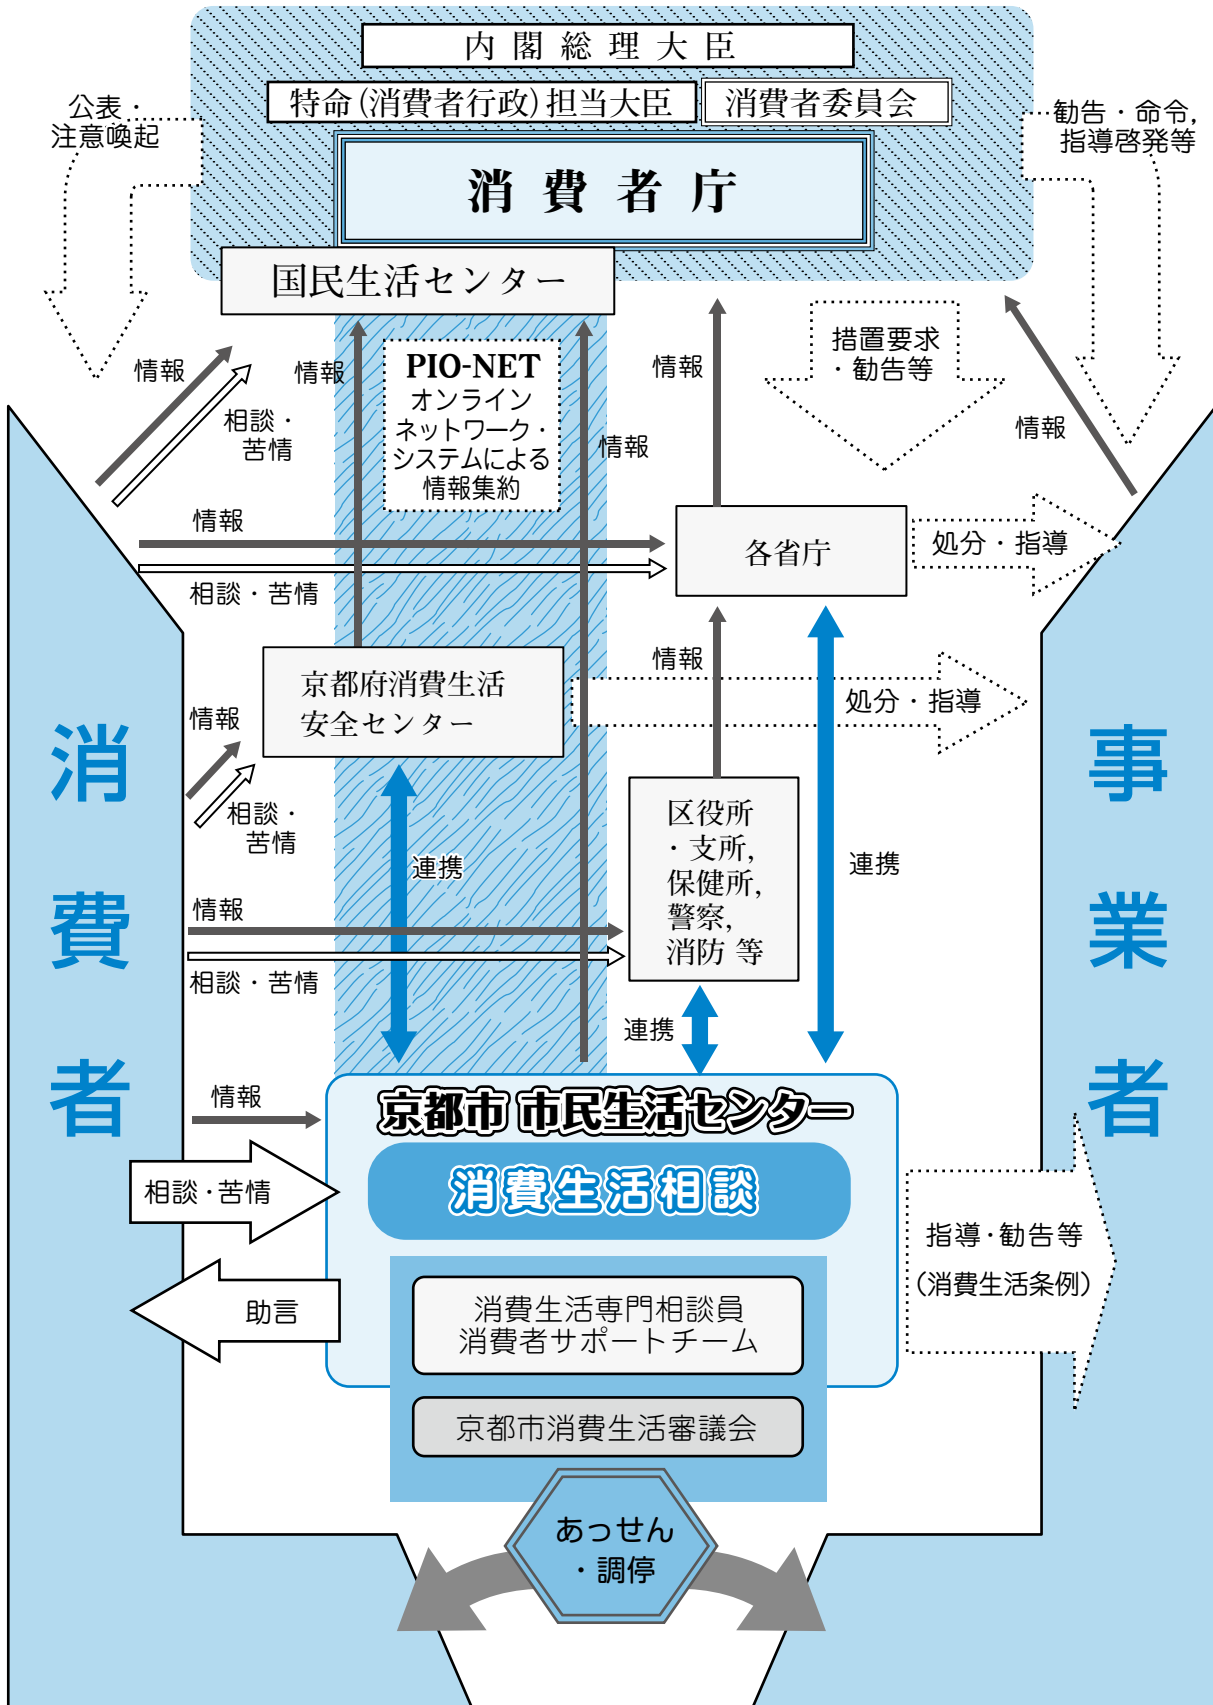 内閣総理大臣
特命(消費者行政)担当大臣
消費者委員会
公表・
注意喚起
勧告・命令,
指導啓発等
消費者庁
国民生活センター
措置要求
・勧告等
PIO-NET
オンライン
ネットワーク・
システムによる
情報集約
情報
相談・
苦情
情報
情報
情報
情報
情報
相談・苦情
各省庁
処分・指導
京都府消費生活
安全センター
情報
処分・指導
情報
相談・
苦情
区役所
・支所,
保健所,
警察,
消防 等
連携
連携
情報
相談・苦情
連携
消費者
事業者
情報
京都市 市民生活センター
消費生活相談
相談・苦情
助言
指導・勧告等
(消費生活条例)
消費生活専門相談員
消費者サポートチーム
京都市消費生活審議会
あっせん
・調停